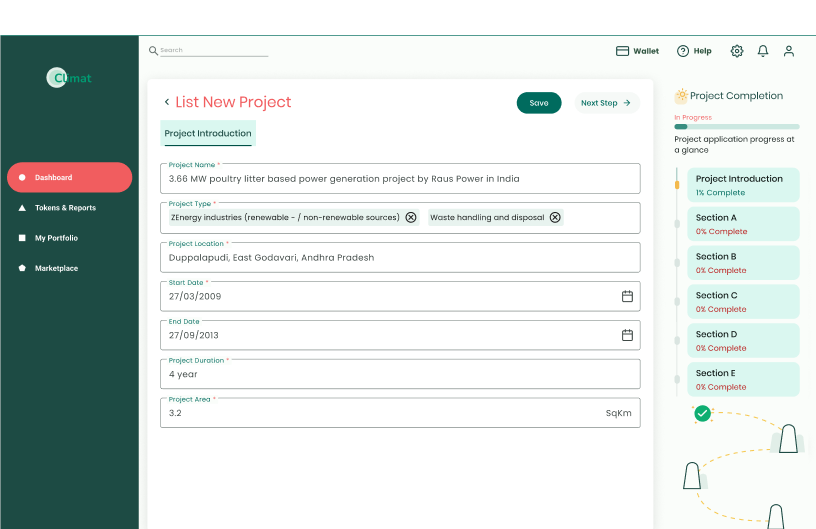 Search
Wallet
Help
Climat
List New Project
Save
Next Step
Project Introduction
Dashboard
Tokens & Reports
My Portfolio
Marketplace
Project Name *
3.66 MW poultry litter based power generation project by Raus Power in India
Project Type *
ZEnergy industries (renewable - / non-renewable sources)
Waste handling and disposal
Project Location *
Duppalapudi, East Godavari, Andhra Pradesh
Start Date *
27/03/2009
End Date
27/09/2013
Project Duration *
4 year
Project Area *
3.2
SqKm
Project Completion
In Progress
Project application progress at
a glance
Project Introduction
1% Complete
Section A
0% Complete
Section B
0% Complete
Section C
0% Complete
Section D
0% Complete
Section E
0% Complete